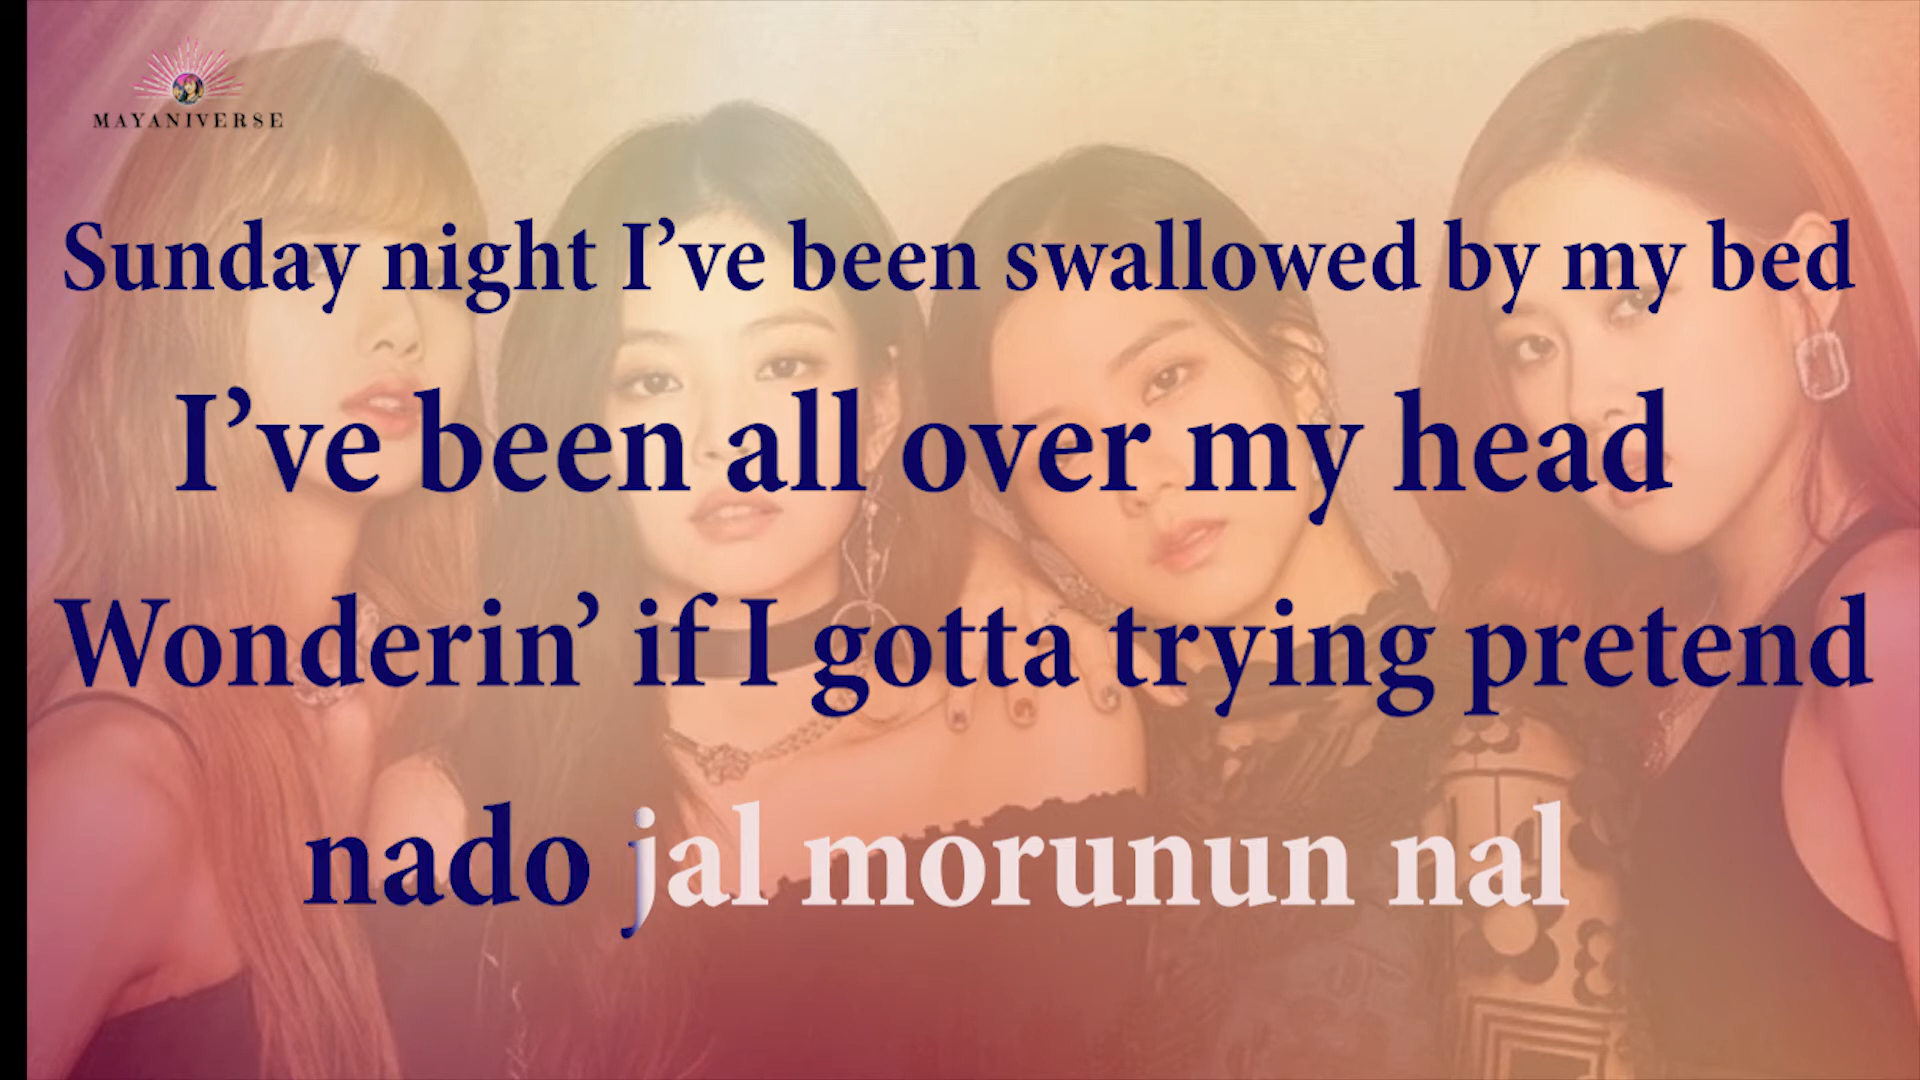 MAYANIVERSE
Sunday night I’ve been swallowed by my bed
I’ve been all over my head
Wonderin’ if I gotta trying pretend
nado jal morunun nal